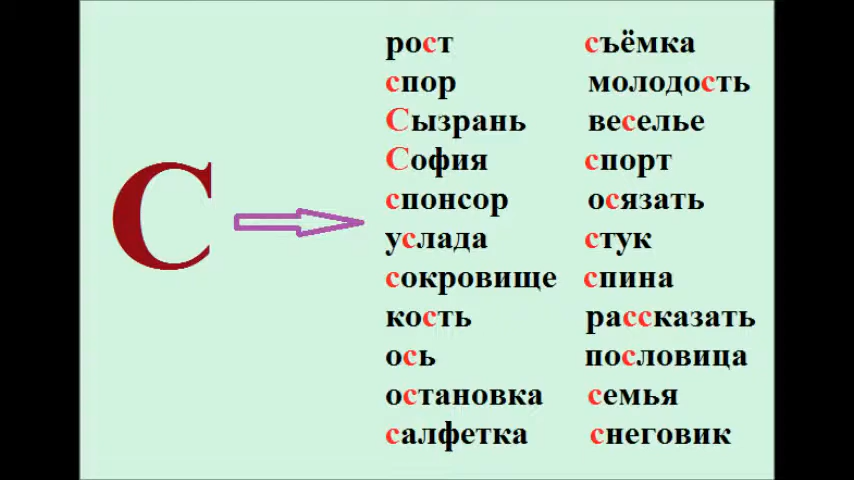 С
рост съёмка
спор молодость
Сызрань веселье
София спорт
спонсор осязать
услада стук
сокровище спина
кость рассказать
ось пословица
остановка семья
салфетка снеговик